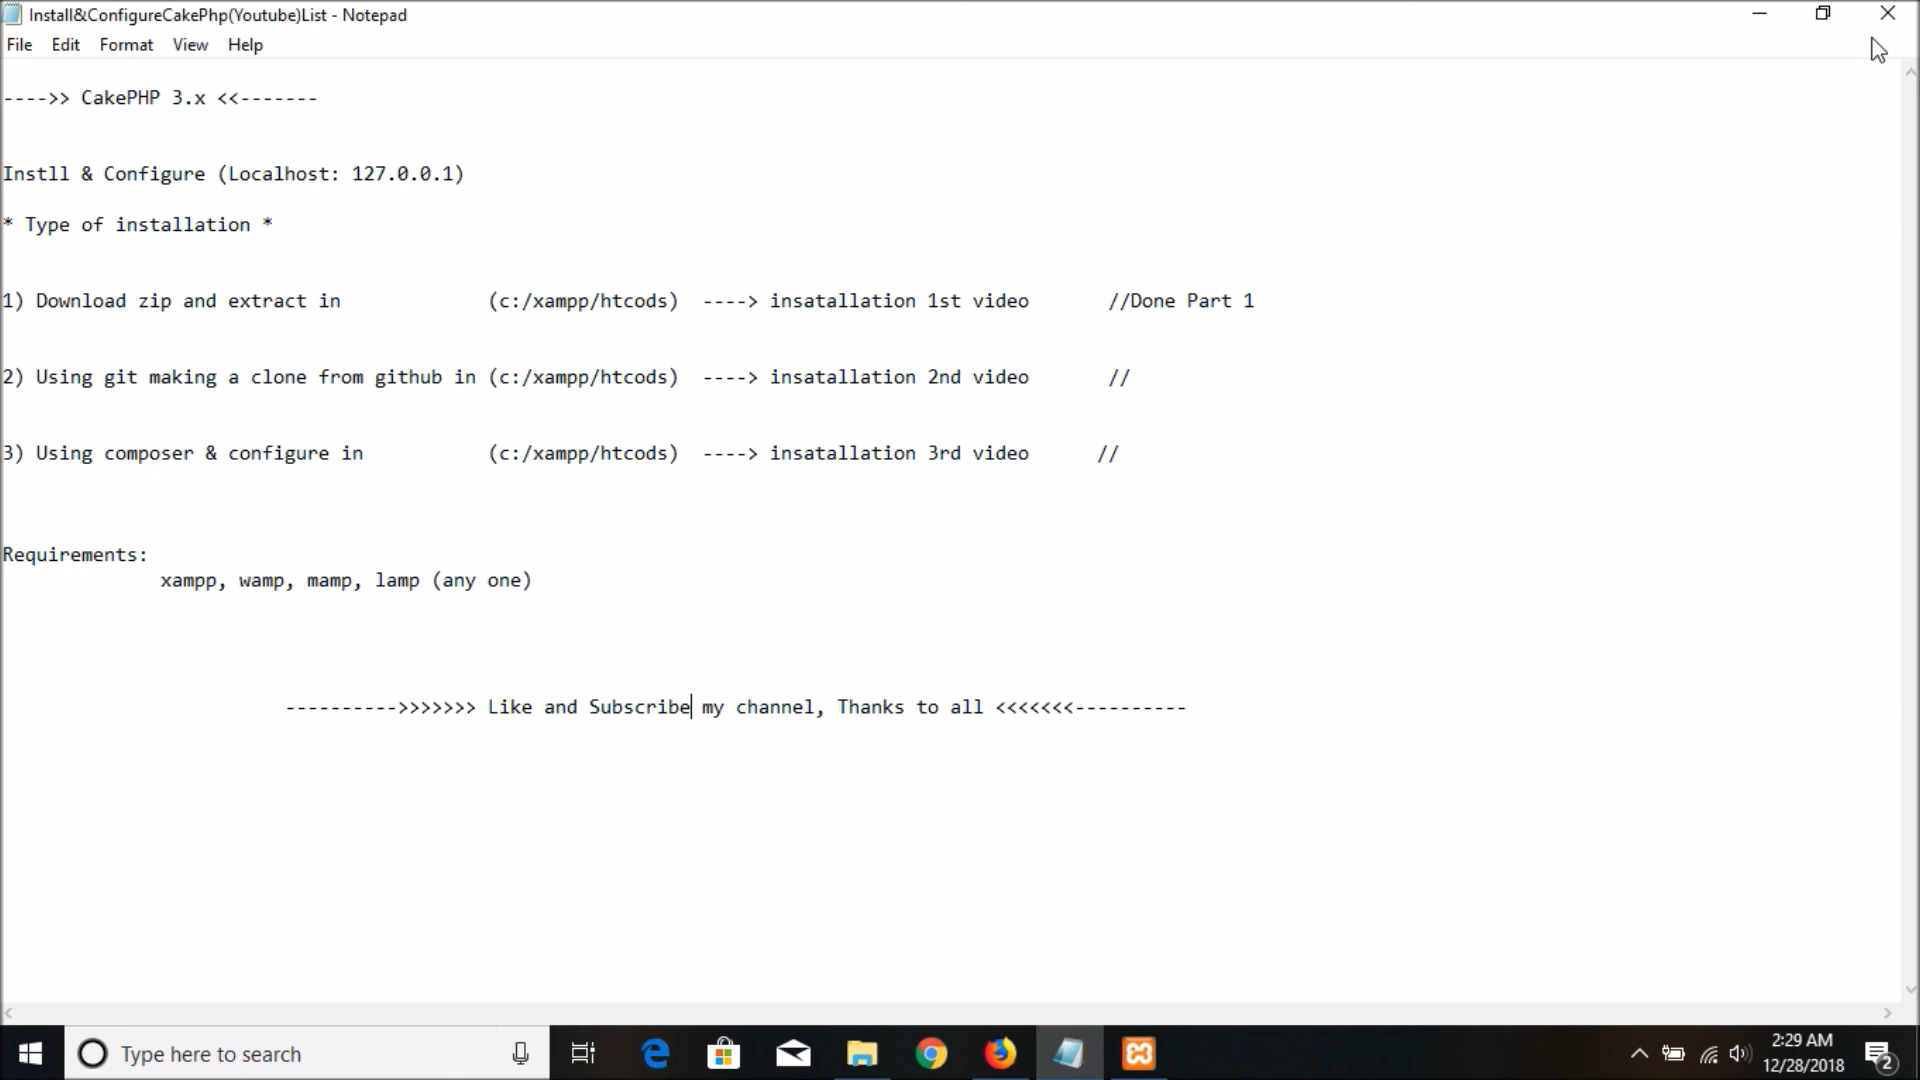 Install&ConfigureCakePhp(Youtube)List - Notepad
File Edit Format View Help
---->> CakePHP 3.x <<-------
Instll & Configure (Localhost: 127.0.0.1)
* Type of installation *
1) Download zip and extract in (c:/xampp/htcods) ----> insatallation 1st video //Done Part 1
2) Using git making a clone from github in (c:/xampp/htcods) ----> insatallation 2nd video //
3) Using composer & configure in (c:/xampp/htcods) ----> insatallation 3rd video //
Requirements:
xampp, wamp, mamp, lamp (any one)
---------->>>>>>> Like and Subscribe my channel, Thanks to all <<<<<<<----------
Type here to search
2:29 AM
12/28/2018
2